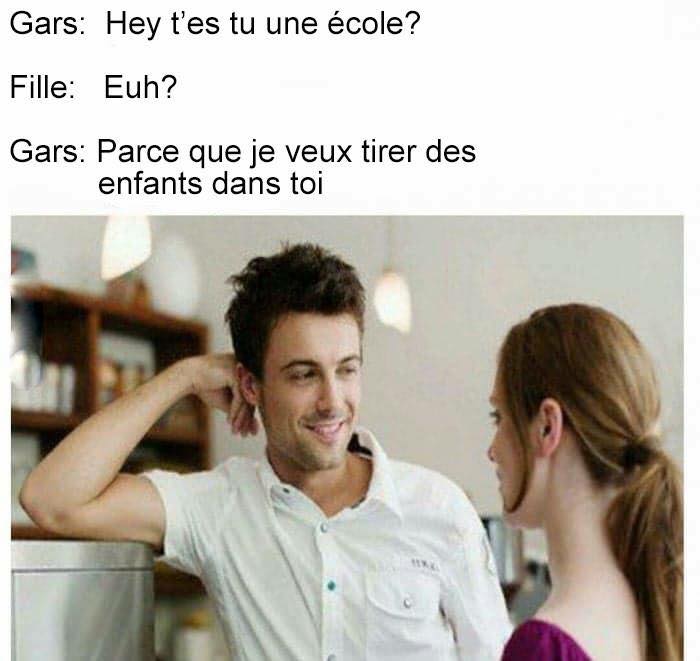 Gars: Hey t'es tu une école?
Fille: Euh?
Gars: Parce que je veux tirer des
enfants dans toi